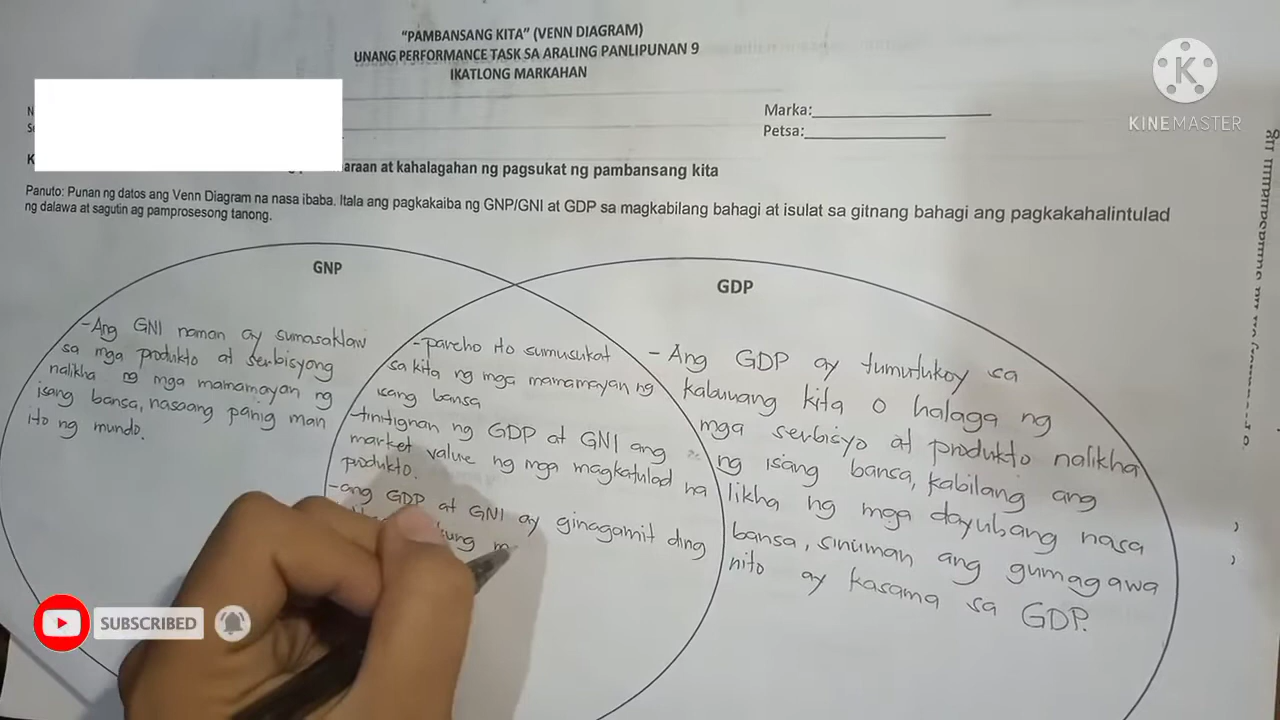 "PAMBANSANG KITA" (VENN DIAGRAM)
UNANG PERFORMANCE TASK SA ARALING PANLIPUNAN 9
IKATLONG MARKAHAN
KINEMASTER
Marka:
Petsa:
araan at kahalagahan ng pagsukat ng pambansang kita
Panuto: Punan ng datos ang Venn Diagram na nasa ibaba. Itala ang pagkakaiba ng GNP/GNI at GDP sa magkabilang bahagi at isulat sa gitnang bahagi ang pagkakahalintulad
ng dalawa at sagutin ag pamprosesong tanong.
GNP
-Ang GNI naman ay sumasaklaw
sa mga produkto at serbisyong
nalikha ng mga mamamayan ng
isang bansa, nasaang panig man
ito ng mundo.
-pareho ito sumusukat
sa kita ng mga mamamayan ng
isang bansa
-tinitignan ng GDP at GNI ang
market value ng mga magkatulad na
produkto.
-ang GDP at GNI ay ginagamit ding
kung m
GDP
- Ang GDP ay tumutukoy sa
kabuuang kita o halaga ng
mga serbisyo at produkto nalikha
ng isang bansa, kabilang ang
likha ng mga dayuhang nasa
bansa, sinuman ang gumagawa
nito ay kasama sa GDP.
SUBSCRIBED